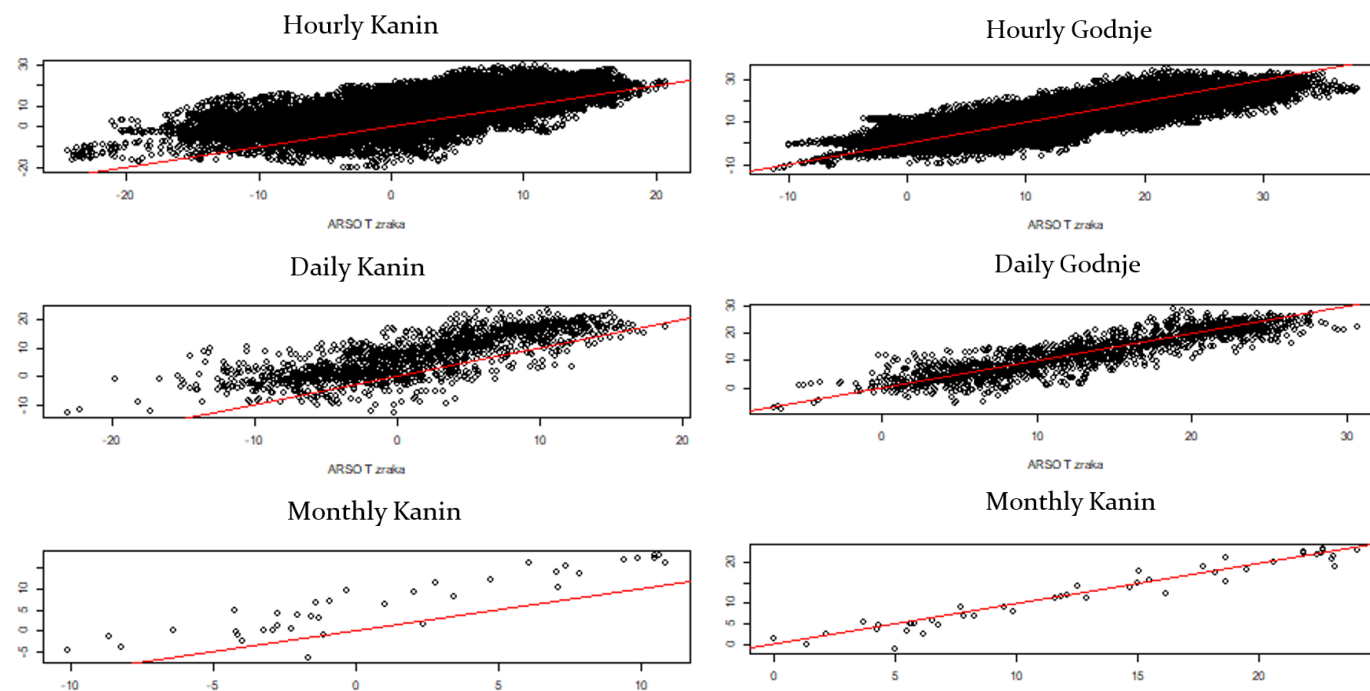 Hourly Kanin
30
10
0
-20
-20 -10 0 10 20
ARSO T zraka
Hourly Godnje
30
10
-10
-10 0 10 20 30
ARSO T zraka
Daily Kanin
20
10
0
-10
-20 -10 0 10 20
ARSO T zraka
Daily Godnje
30
20
10
0
0 10 20 30
ARSO T zraka
Monthly Kanin
10
5
0
-5
-10 -5 0 5 10
Monthly Kanin
20
10
5
0
0 5 10 15 20